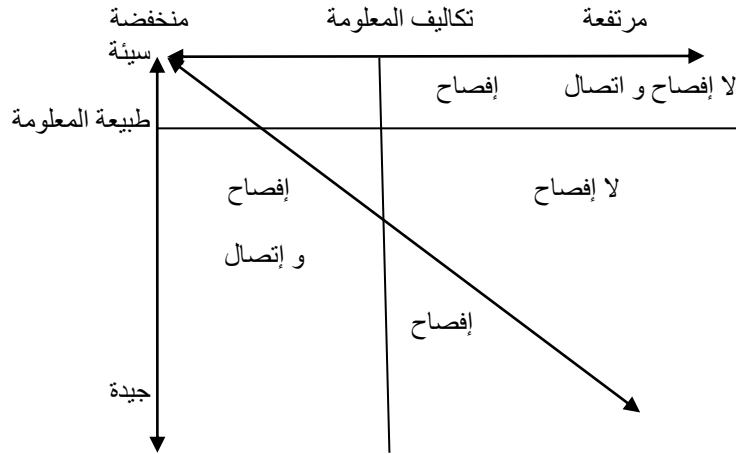 مرتفعة تكاليف المعلومة منخفضة
سيئة
لا إفصاح و اتصال إفصاح
طبيعة المعلومة
لا إفصاح إفصاح
و إتصال
إفصاح
جيدة